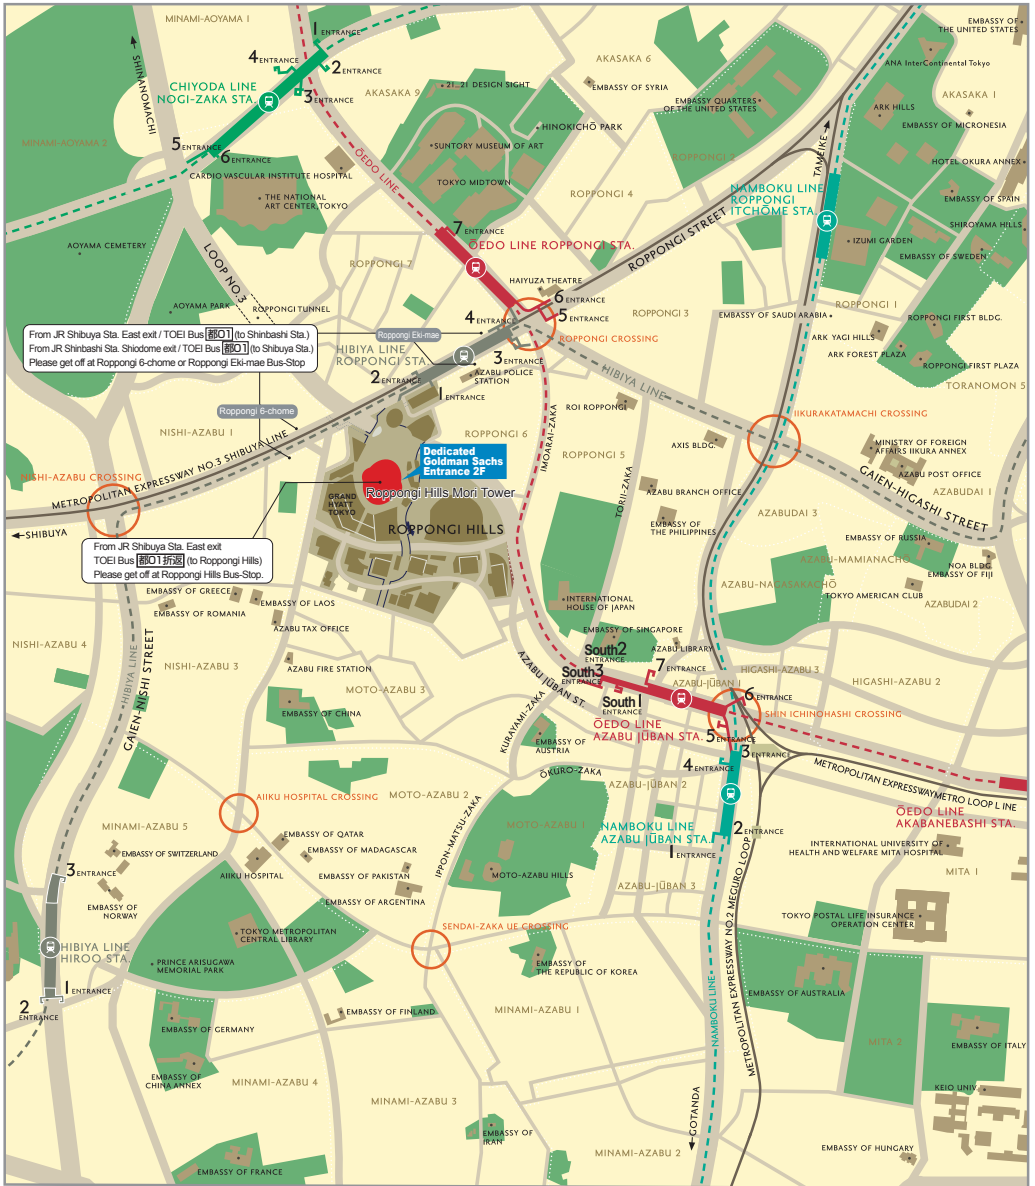 MINAMI-AOYAMA 1
1 ENTRANCE
4 ENTRANCE
2 ENTRANCE
3 ENTRANCE
CHIYODA LINE
NOGI-ZAKA STA.
SHINANOMACHI
5 ENTRANCE
6 ENTRANCE
MINAMI-AOYAMA 2
CARDIO VASCULAR INSTITUTE HOSPITAL
THE NATIONAL
ART CENTER,TOKYO
AOYAMA CEMETERY
LOOP NO.3
AOYAMA PARK
ROPPONGI TUNNEL
ŌEDO LINE
AKASAKA 9
21_21 DESIGN SIGHT
AKASAKA 6
EMBASSY OF SYRIA
HINOKICHŌ PARK
SUNTORY MUSEUM OF ART
TOKYO MIDTOWN
EMBASSY QUARTERS
OF THE UNITED STATES
EMBASSY OF
THE UNITED STATES
ANA InterContinental Tokyo
AKASAKA 1
ARK HILLS
EMBASSY OF MICRONESIA
HOTEL OKURA ANNEX
EMBASSY OF SPAIN
SHIROYAMA HILLS
TAMEIKE
ROPPONGI 2
NAMBOKU LINE
ROPPONGI
ITCHŌME STA.
IZUMI GARDEN
EMBASSY OF SWEDEN
ROPPONGI 4
7 ENTRANCE
ŌEDO LINE ROPPONGI STA.
ROPPONGI STREET
ROPPONGI 7
HAIYUZA THEATRE
6 ENTRANCE
5 ENTRANCE
4 ENTRANCE
ROPPONGI 3
ROPPONGI CROSSING
EMBASSY OF SAUDI ARABIA
ROPPONGI 1
ROPPONGI FIRST BLDG.
ARK YAGI HILLS
ARK FOREST PLAZA
ROPPONGI FIRST PLAZA
TORANOMON 5
From JR Shibuya Sta. East exit / TOEI Bus 都01 (to Shinbashi Sta.)
From JR Shinbashi Sta. Shiodome exit / TOEI Bus 都01 (to Shibuya Sta.)
Please get off at Roppongi 6-chome or Roppongi Eki-mae Bus-Stop
Roppongi Eki-mae
HIBIYA LINE
ROPPONGI STA.
3 ENTRANCE
AZABU POLICE
STATION
2 ENTRANCE
1 ENTRANCE
HIBIYA LINE
Roppongi 6-chome
NISHI-AZABU 1
ROPPONGI 6
IMOARAI-ZAKA
ROI ROPPONGI
ROPPONGI 5
AXIS BLDG.
IIKURAKATAMACHI CROSSING
MINISTRY OF FOREIGN
AFFAIRS IIKURA ANNEX
AZABU POST OFFICE
GAIEN-HIGASHI STREET
AZABUDAI 1
NISHI-AZABU CROSSING
METROPOLITAN EXPRESSWAY NO.3 SHIBUYA LINE
SHIBUYA
Dedicated
Goldman Sachs
Entrance 2F
Roppongi Hills Mori Tower
GRAND
HYATT
TOKYO
ROPPONGI HILLS
TORII-ZAKA
AZABU BRANCH OFFICE
EMBASSY OF
THE PHILIPPINES
AZABUDAI 3
EMBASSY OF RUSSIA
AZABU-MAMIANACHŌ
NOA BLDG.
EMBASSY OF FIJI
AZABU-NAGASAKACHŌ
TOKYO AMERICAN CLUB
AZABUDAI 2
From JR Shibuya Sta. East exit
TOEI Bus 都01折返 (to Roppongi Hills)
Please get off at Roppongi Hills Bus-Stop.
EMBASSY OF GREECE
EMBASSY OF LAOS
EMBASSY OF ROMANIA
AZABU TAX OFFICE
INTERNATIONAL
HOUSE OF JAPAN
EMBASSY OF SINGAPORE
AZABU LIBRARY
NISHI-AZABU 4
HIBIYA LINE
GAIEN-NISHI STREET
NISHI-AZABU 3
AZABU FIRE STATION
MOTO-AZABU 3
EMBASSY OF CHINA
AZABU JŪBAN ST.
South2
ENTRANCE
South3
ENTRANCE
South1
ENTRANCE
7 ENTRANCE
AZABU-JŪBAN 1
HIGASHI-AZABU 3
HIGASHI-AZABU 2
6 ENTRANCE
SHIN ICHINOHASHI CROSSING
ŌEDO LINE
AZABU JŪBAN STA.
5 ENTRANCE
3 ENTRANCE
4 ENTRANCE
KURAYAMI-ZAKA
EMBASSY OF
AUSTRIA
ŌKURO-ZAKA
AZABU-JŪBAN 2
METROPOLITAN EXPRESSWAYMETRO LOOP L INE
ŌEDO LINE
AKABANEBASHI STA.
AIIKU HOSPITAL CROSSING
MOTO-AZABU 2
MOTO-AZABU 1
IPPON-MATSU-ZAKA
NAMBOKU LINE
AZABU JŪBAN STA.
2 ENTRANCE
1 ENTRANCE
INTERNATIONAL UNIVERSITY OF
HEALTH AND WELFARE MITA HOSPITAL
MITA 1
MINAMI-AZABU 5
EMBASSY OF QATAR
EMBASSY OF SWITZERLAND
EMBASSY OF MADAGASCAR
AIIKU HOSPITAL
EMBASSY OF PAKISTAN
EMBASSY OF ARGENTINA
MOTO-AZABU HILLS
AZABU-JŪBAN 3
3 ENTRANCE
EMBASSY OF
NORWAY
HIBIYA LINE
HIROO STA.
TOKYO METROPOLITAN
CENTRAL LIBRARY
PRINCE ARISUGAWA
MEMORIAL PARK
SENDAI-ZAKA UE CROSSING
EMBASSY OF
THE REPUBLIC OF KOREA
TOKYO POSTAL LIFE INSURANCE
OPERATION CENTER
METROPOLITAN EXPRESSWAY NO.2 MEGURO LOOP
NAMBOKU LINE
EMBASSY OF AUSTRALIA
1 ENTRANCE
2
ENTRANCE
EMBASSY OF GERMANY
EMBASSY OF FINLAND
MINAMI-AZABU 1
MITA 2
EMBASSY OF ITALY
EMBASSY OF
CHINA ANNEX
MINAMI-AZABU 4
MINAMI-AZABU 3
KEIO UNIV.
EMBASSY OF
IRAN
GOTANDA
MINAMI-AZABU 2
EMBASSY OF HUNGARY
EMBASSY OF FRANCE